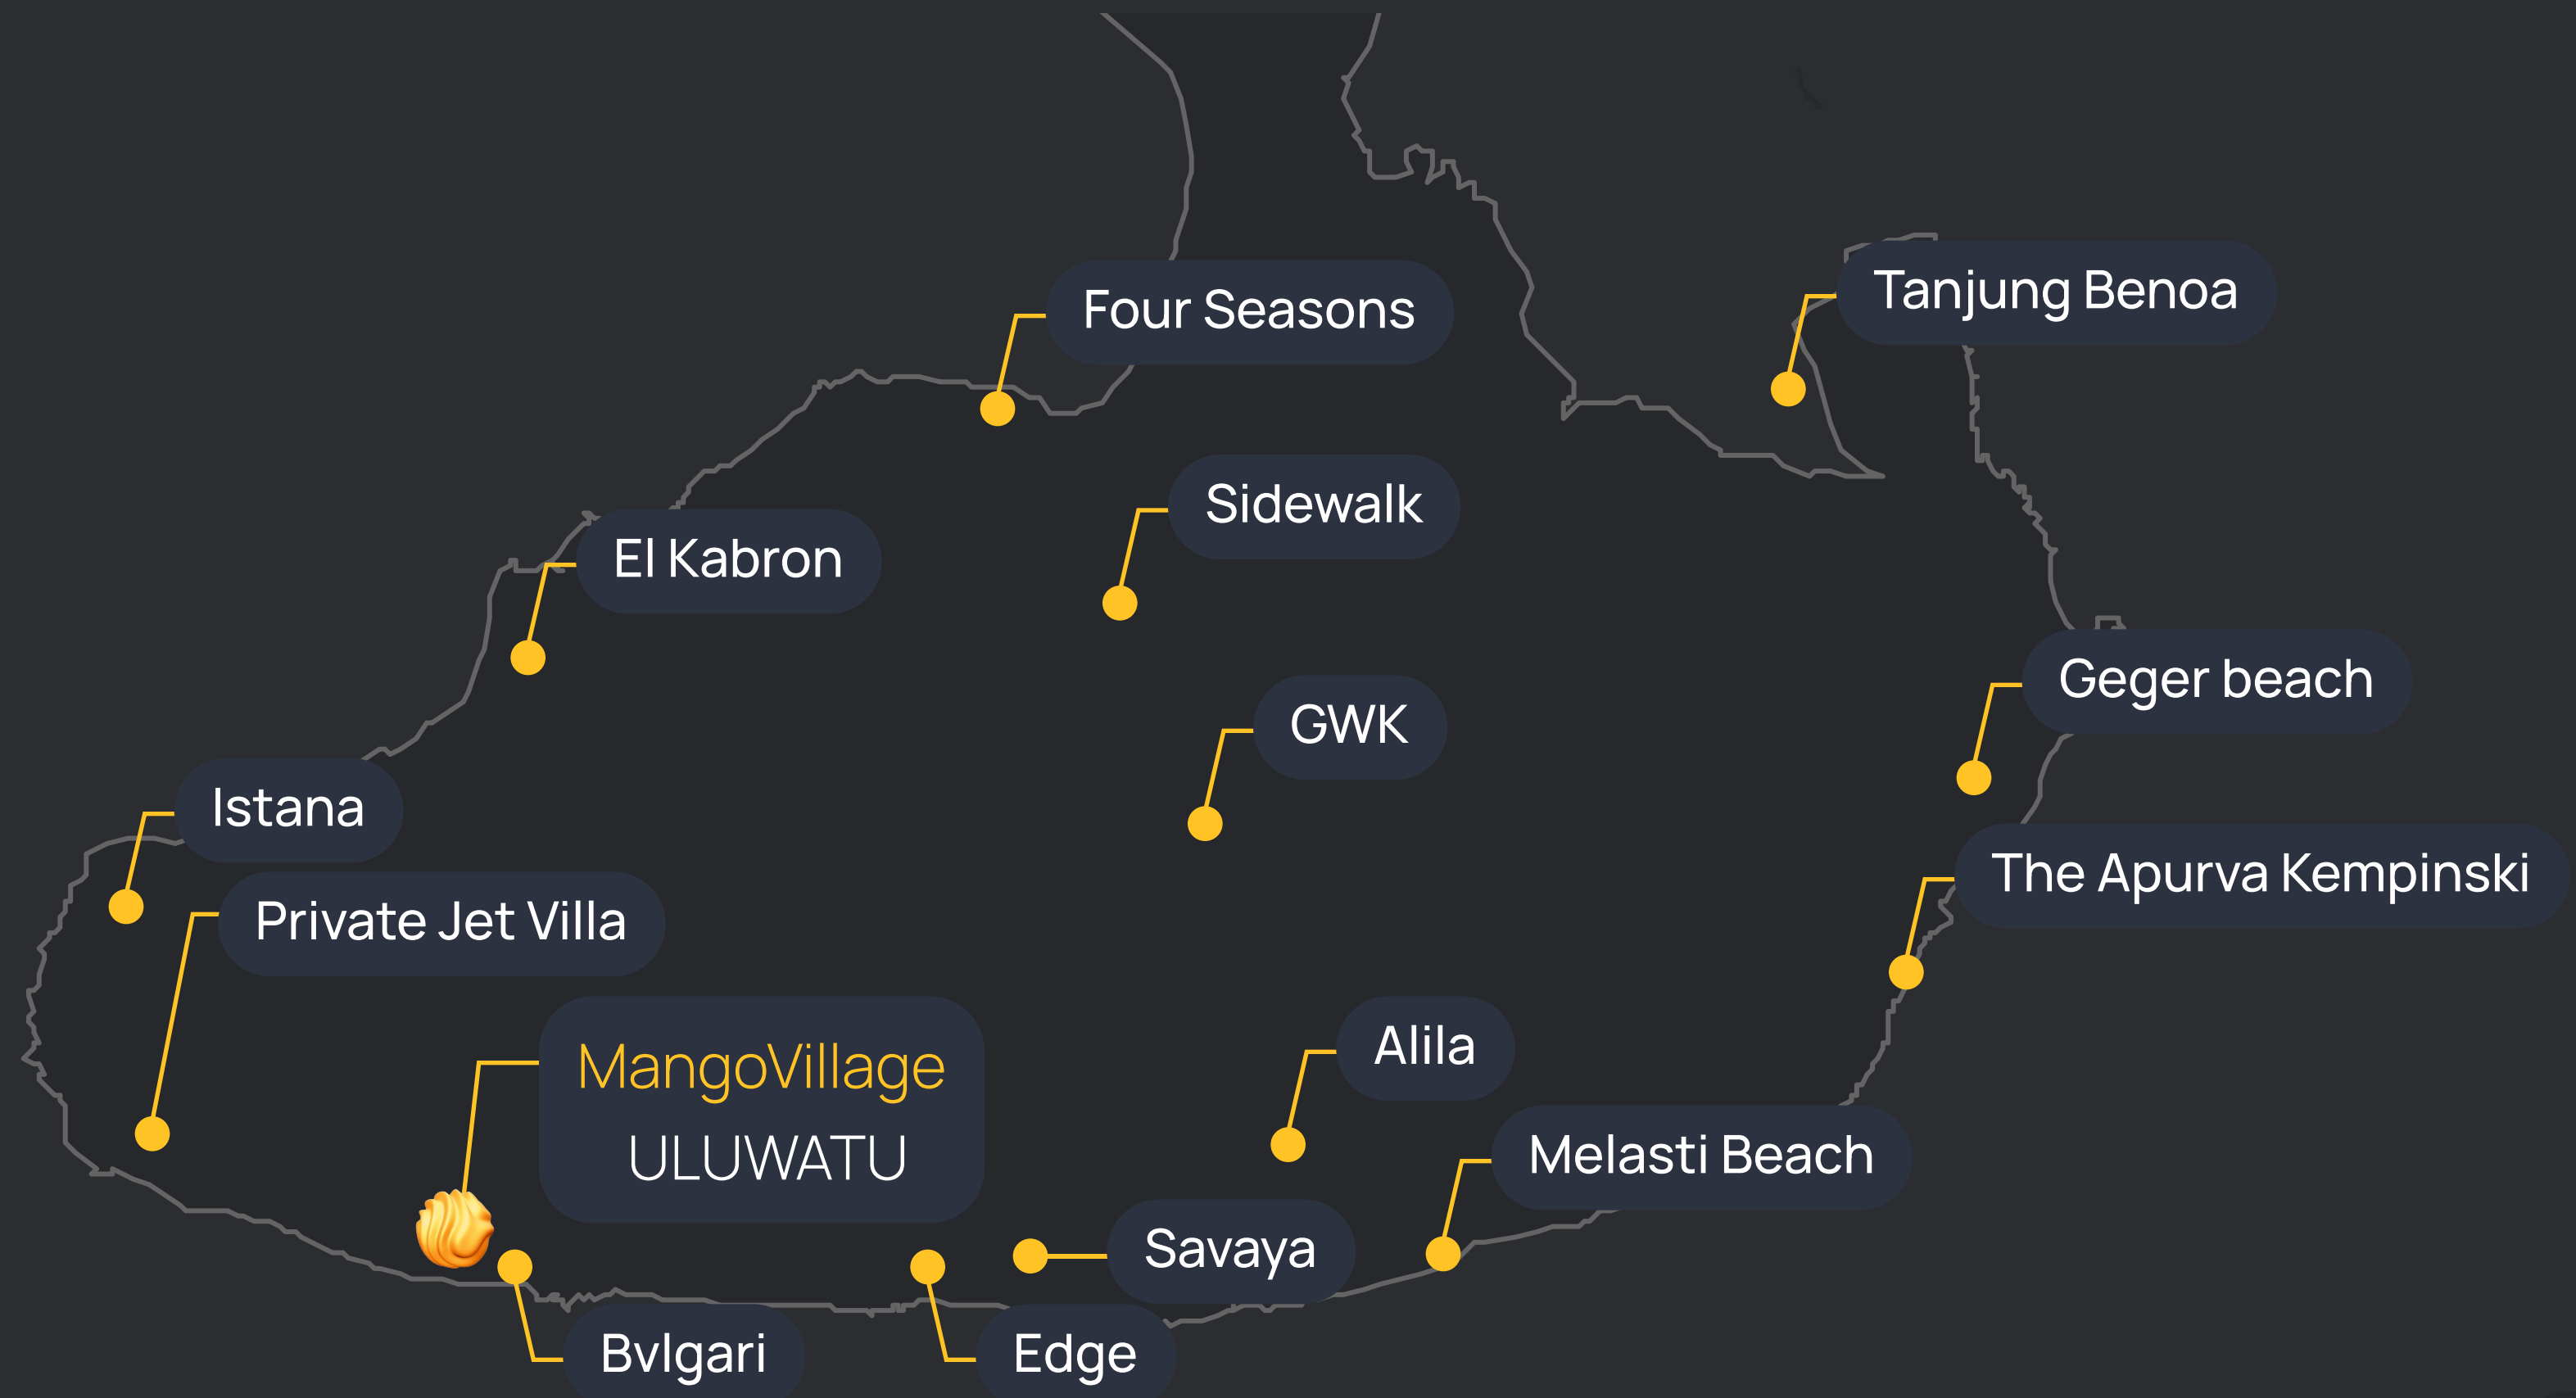 Tanjung Benoa
Four Seasons
Sidewalk
El Kabron
Geger beach
GWK
Istana
The Apurva Kempinski
Private Jet Villa
MangoVillage
ULUWATU
Alila
Melasti Beach
Savaya
Bvlgari
Edge